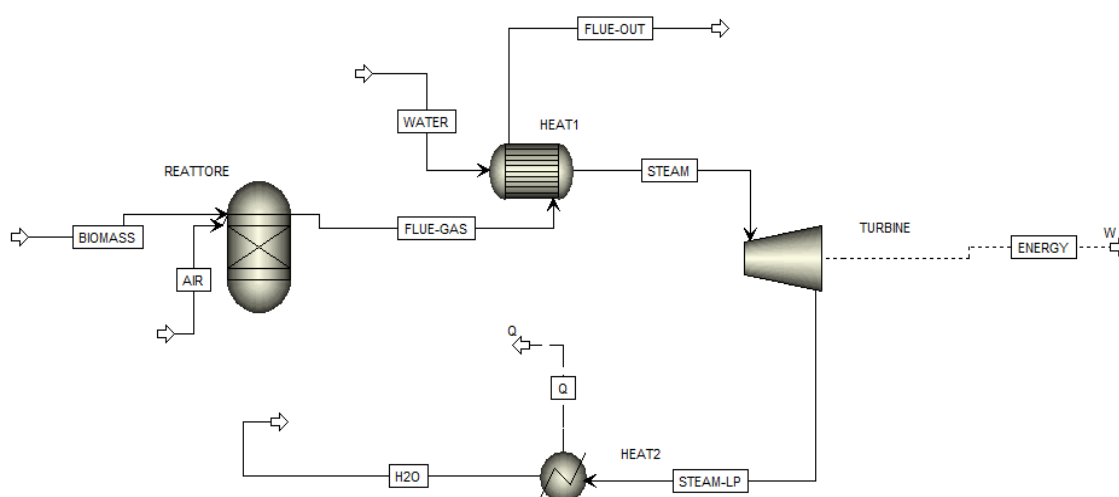 FLUE-OUT
WATER
HEAT1
REATTORE
STEAM
BIOMASS
FLUE-GAS
TURBINE
W
ENERGY
AIR
Q
Q
HEAT2
H2O
STEAM-LP